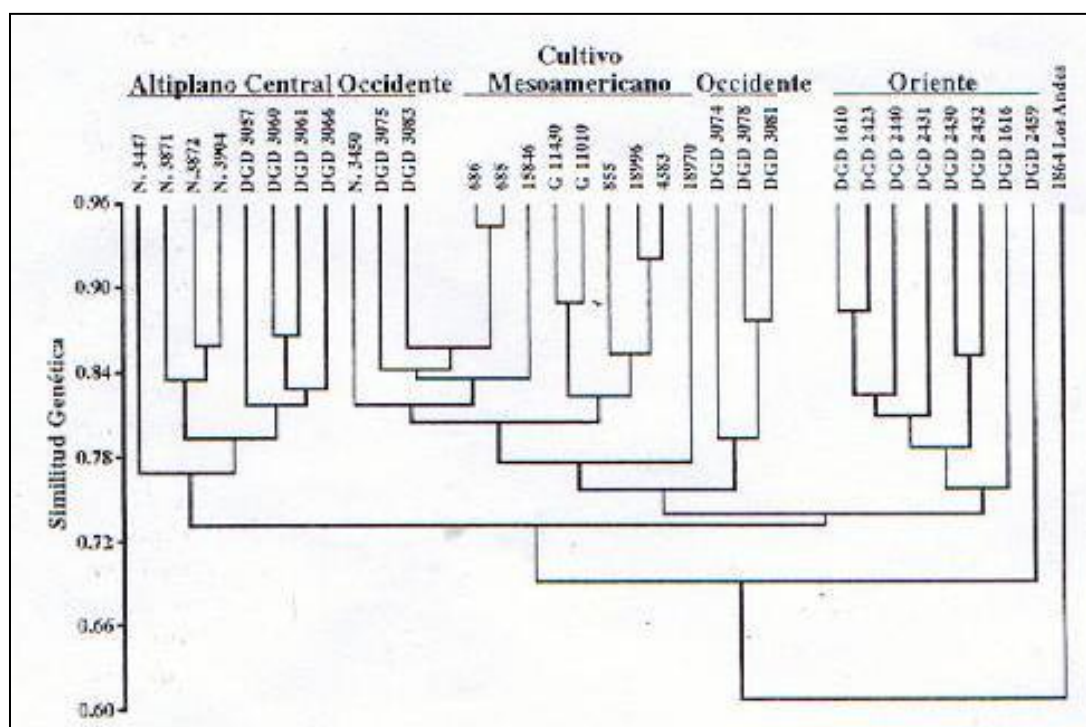 Cultivo
Altiplano Central Occidente Mesoamericano Occidente Oriente
N. 3447
N. 3871
N. 3872
N. 3904
DGD 3057
DGD 3060
DGD 3061
DGD 3066
N. 3450
DGD 3075
DGD 3083
686
685
15846
G 11430
G 11010
855
18996
4583
18970
DGD 3074
DGD 3078
DGD 3081
DGD 1610
DGD 2423
DGD 2440
DGD 2431
DGD 2430
DGD 2432
DGD 1616
DGD 2459
1864 Los Andes
Similitud Genética
0.96
0.90
0.84
0.78
0.72
0.66
0.60